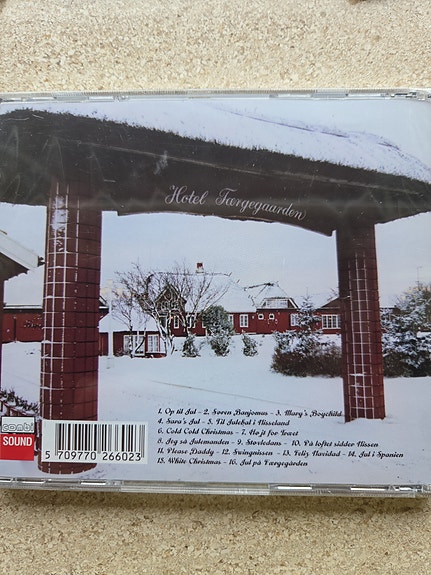 Hotel Færgegaarden
1. Op til Jul - 2. Søren Banjomus - 3. Mary's Boychild
4. Sara's Jul - 5. Til Julebal i Nisseland
6. Cold Cold Christmas - 7. Højt for Træet
8. Jeg så Julemanden - 9. Støvledans - 10. På loftet sidder Nissen
11. Please Daddy - 12. Swingnissen - 13. Feliz Navidad - 14. Jul i Spanien
15. White Christmas - 16. Jul på Færgegården
combi
SOUND
5 709770 266023